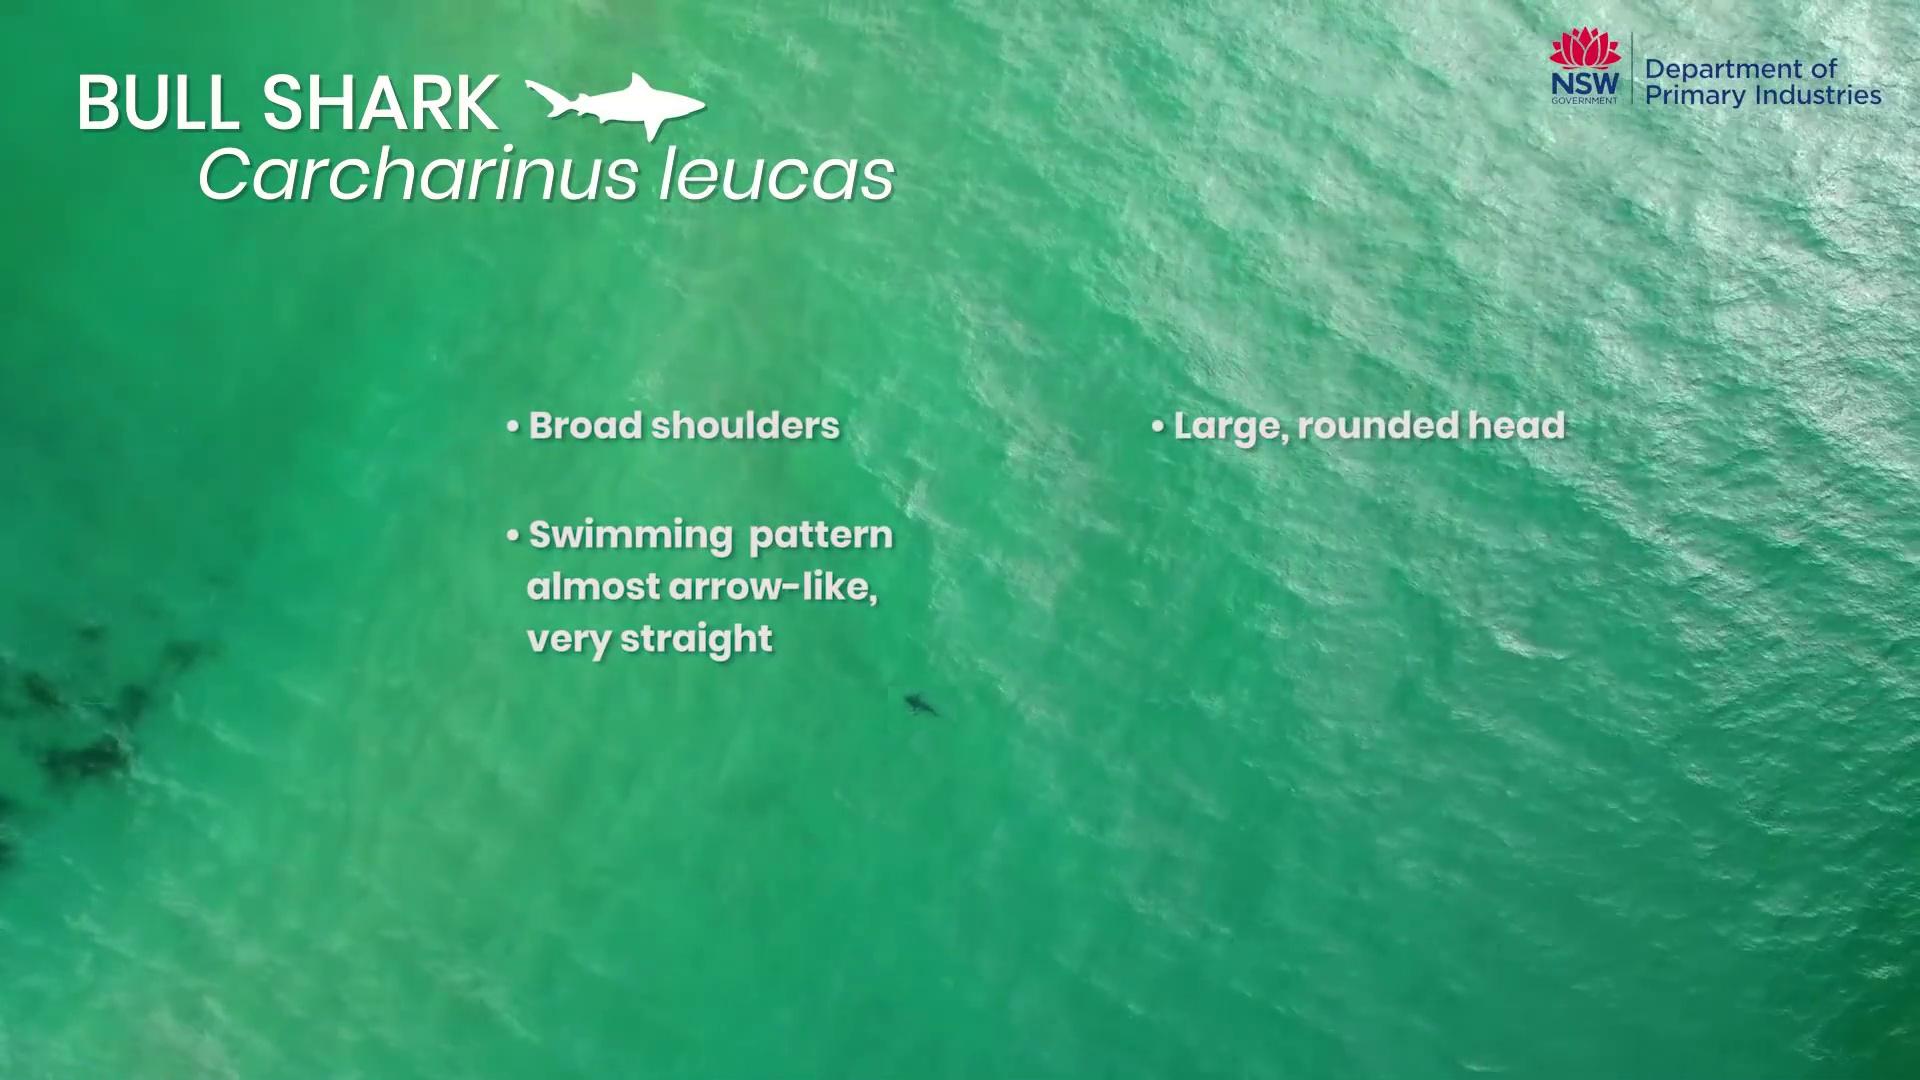 BULL SHARK
Carcharinus leucas
NSW
GOVERNMENT
Department of
Primary Industries
• Broad shoulders
• Swimming pattern
almost arrow-like,
very straight
• Large, rounded head